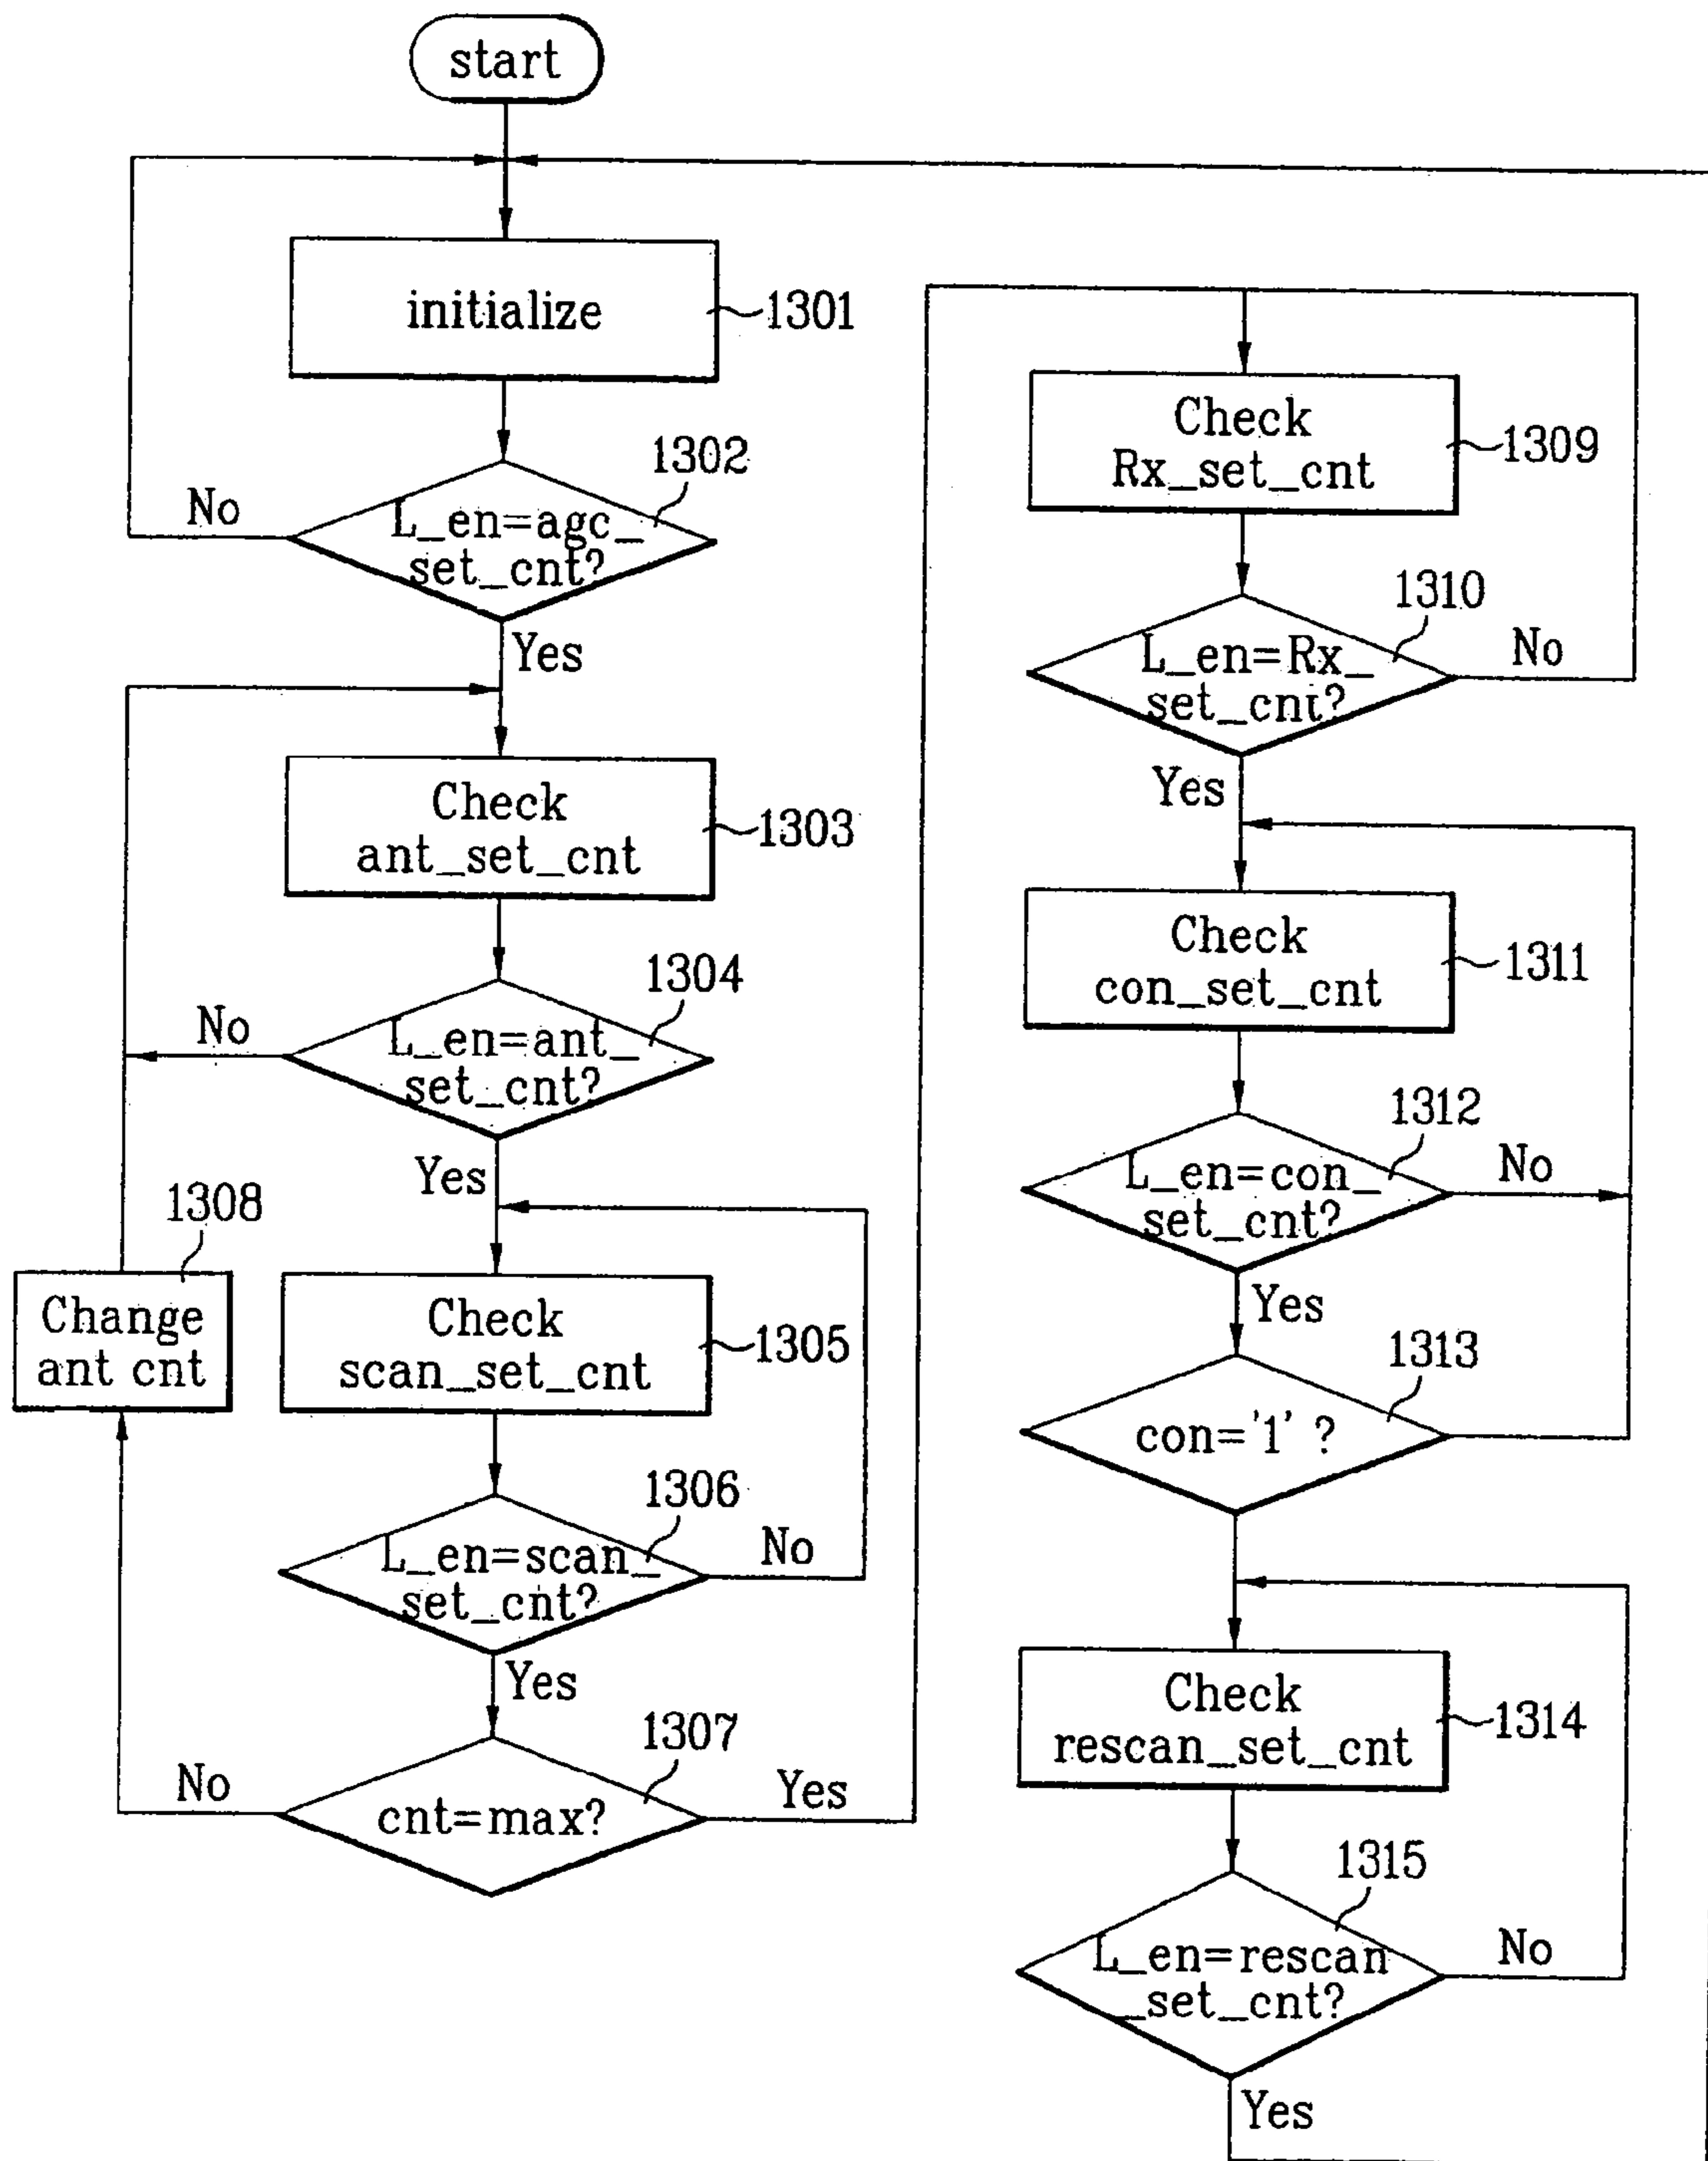 start
initialize
1301
1302
L_en=agc_
set_cnt?
No
Yes
Check
ant_set_cnt
1303
1304
L_en=ant_
set_cnt?
No
Yes
1308
Change
ant cnt
Check
scan_set_cnt
1305
1306
L_en=scan_
set_cnt?
No
Yes
1307
cnt=max?
No
Yes
Check
Rx_set_cnt
1309
1310
L_en=Rx_
set_cnt?
No
Yes
Check
con_set_cnt
1311
1312
L_en=con_
set_cnt?
No
Yes
1313
con='1' ?
Check
rescan_set_cnt
1314
1315
L_en=rescan
_set_cnt?
No
Yes